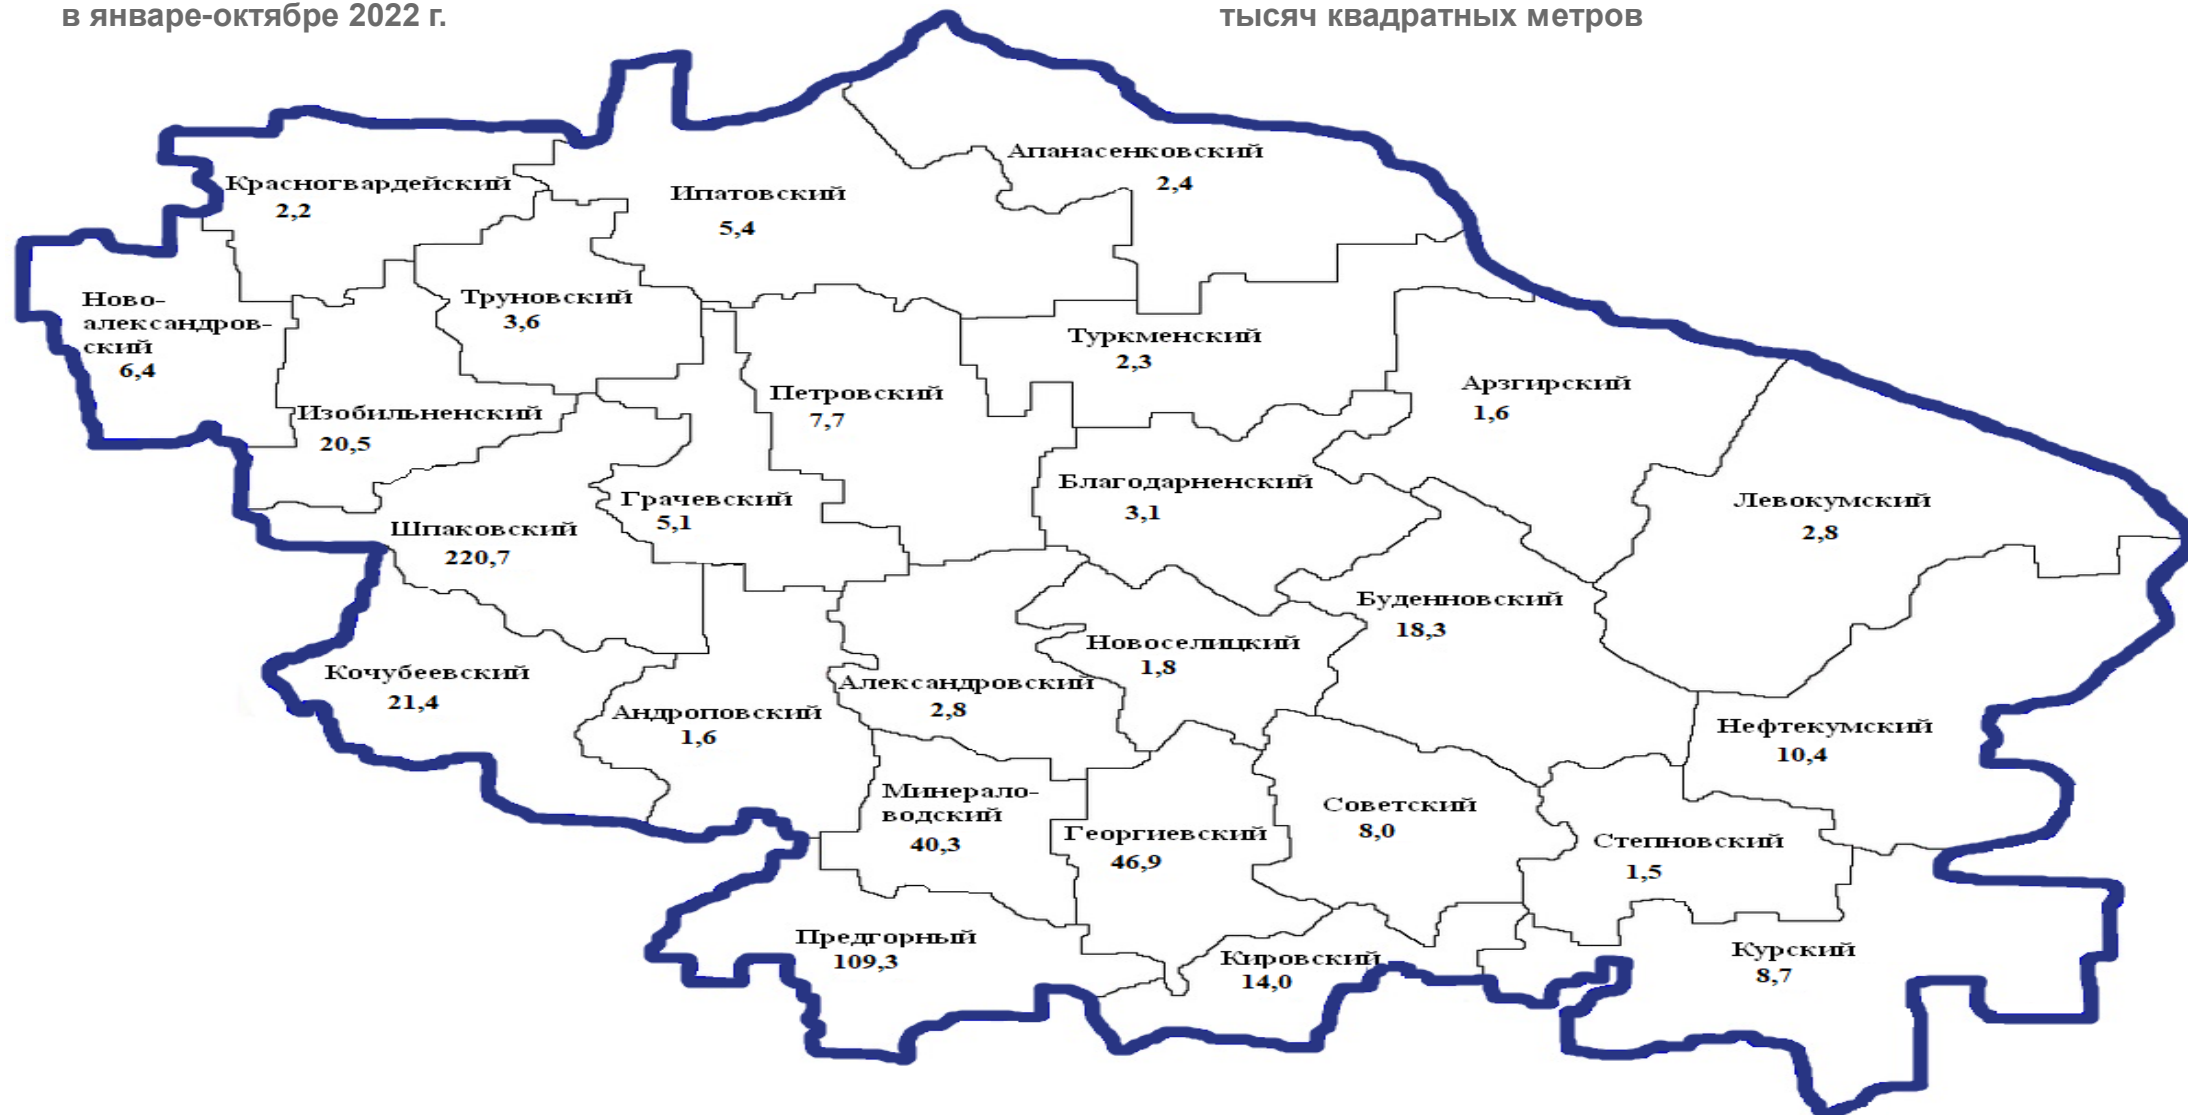 в январе-октябре 2022 г.
тысяч квадратных метров
Апанасенковский
2,4
Красногвардейский
2,2
Ипатовский
5,4
Ново-
александров-
ский
6,4
Труновский
3,6
Туркменский
2,3
Петровский
7,7
Арзгирский
1,6
Изобильненский
20,5
Благодарненский
3,1
Грачевский
5,1
Левокумский
2,8
Шпаковский
220,7
Буденновский
18,3
Новоселицкий
1,8
Кочубеевский
21,4
Александровский
2,8
Андроповский
1,6
Нефтекумский
10,4
Минерало-
водский
40,3
Георгиевский
46,9
Советский
8,0
Степновский
1,5
Предгорный
109,3
Кировский
14,0
Курский
8,7